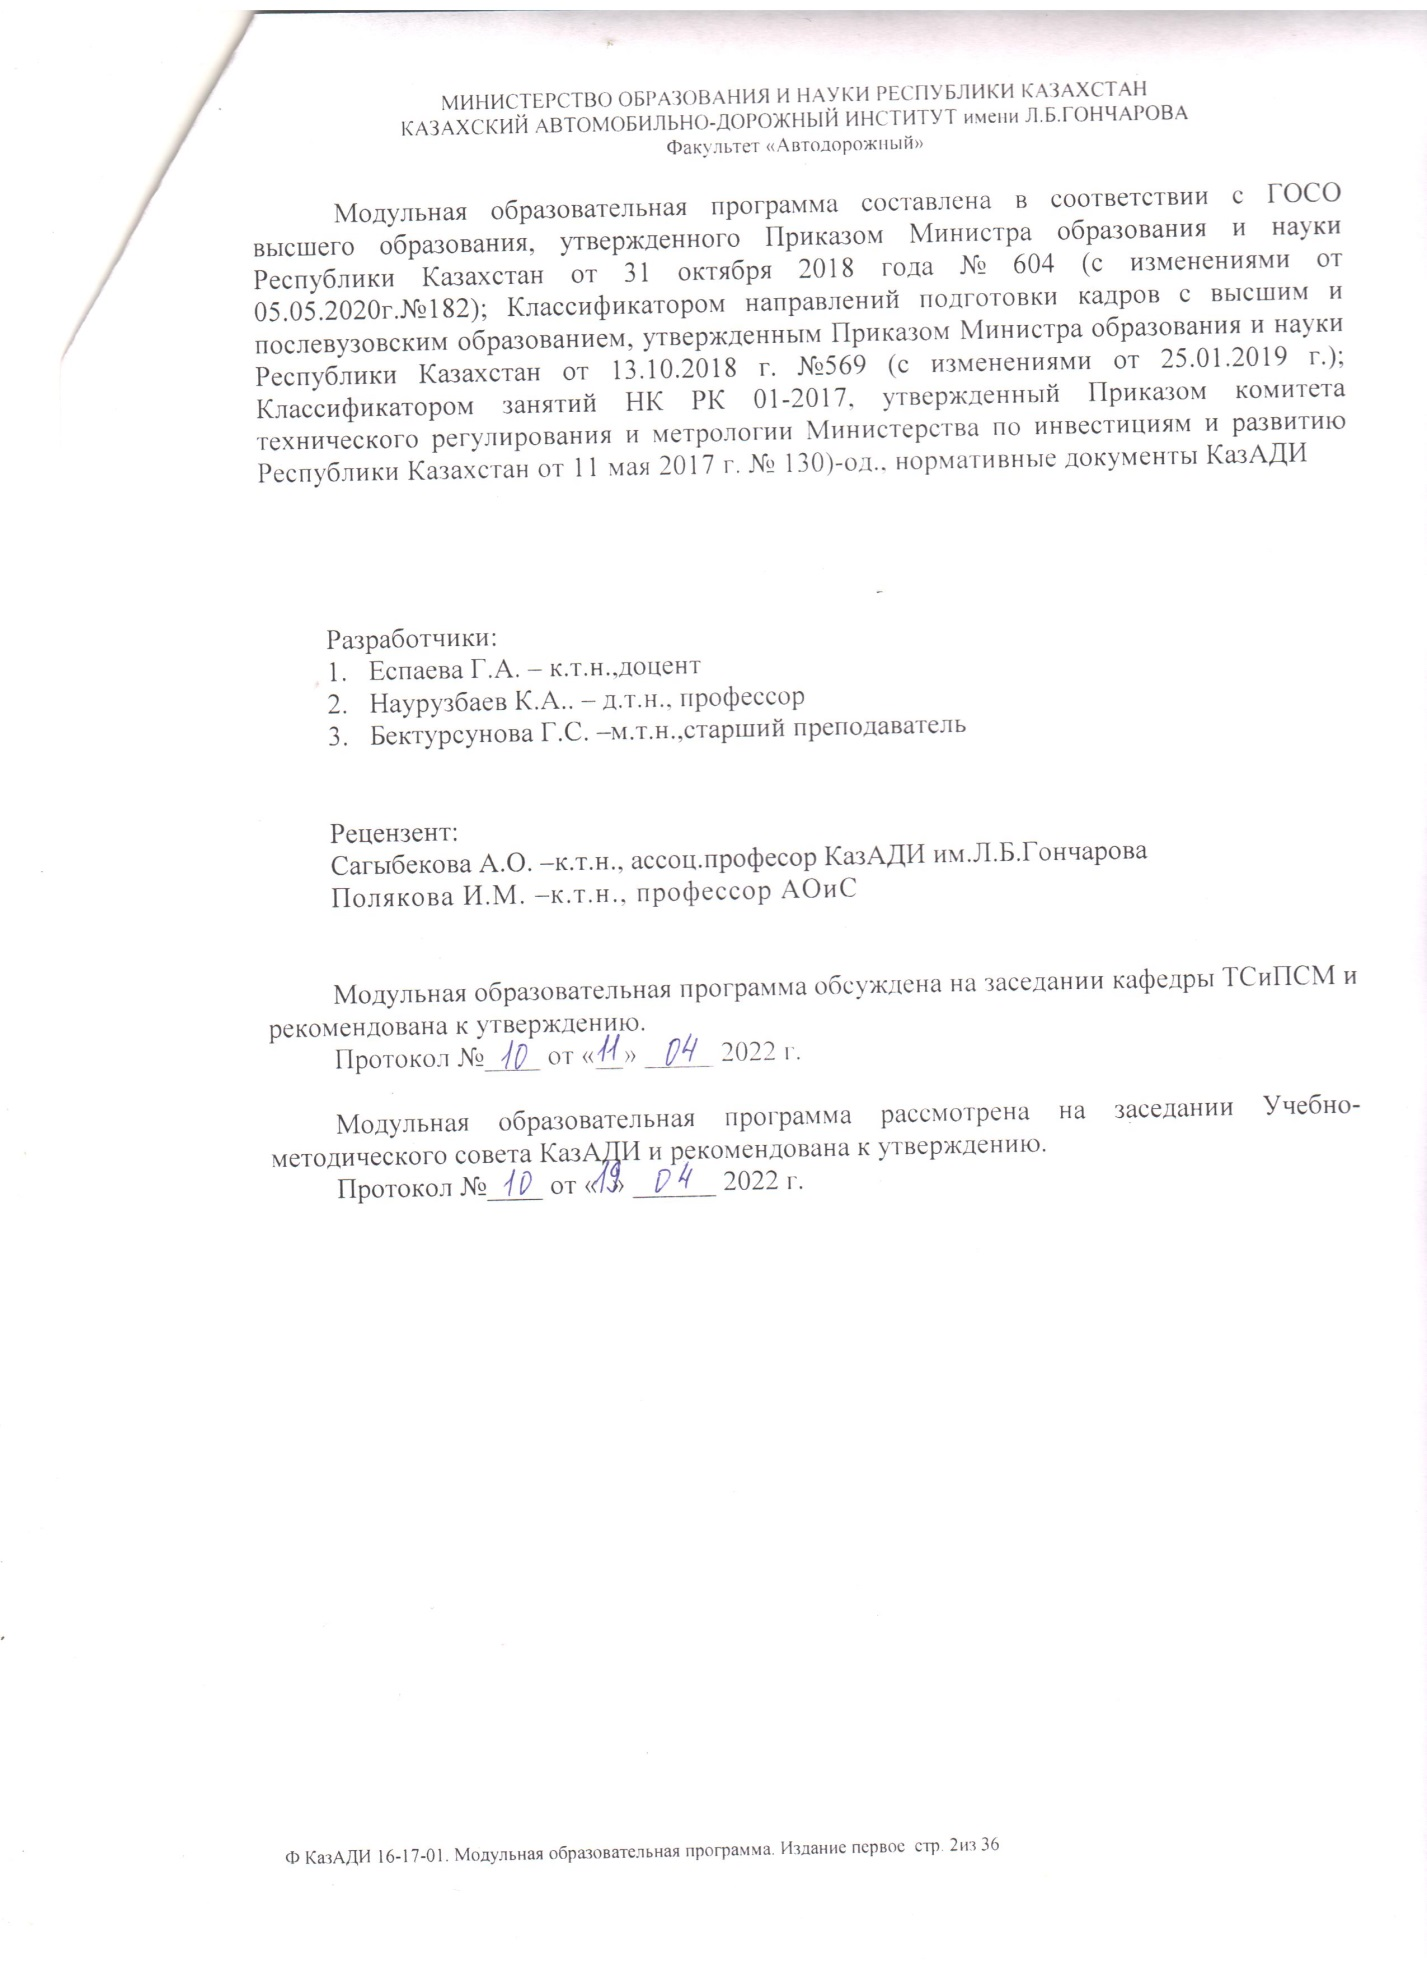 МИНИСТЕРСТВО ОБРАЗОВАНИЯ И НАУКИ РЕСПУБЛИКИ КАЗАХСТАН
КАЗАХСКИЙ АВТОМОБИЛЬНО-ДОРОЖНЫЙ ИНСТИТУТ имени Л.Б.ГОНЧАРОВА
Факультет «Автодорожный»
Модульная образовательная программа составлена в соответствии с ГОСО
высшего образования, утвержденного Приказом Министра образования и науки
Республики Казахстан от 31 октября 2018 года № 604 (с изменениями от
05.05.2020г.№182); Классификатором направлений подготовки кадров с высшим и
послевузовским образованием, утвержденным Приказом Министра образования и науки
Республики Казахстан от 13.10.2018 г. №569 (с изменениями от 25.01.2019 г.);
Классификатором занятий НК РК 01-2017, утвержденный Приказом комитета
технического регулирования и метрологии Министерства по инвестициям и развитию
Республики Казахстан от 11 мая 2017 г. № 130)-од., нормативные документы КазАДИ
Разработчики:
1. Еспаева Г.А. – к.т.н.,доцент
2. Наурузбаев К.А.. – д.т.н., профессор
3. Бектурсунова Г.С. –м.т.н.,старший преподаватель
Рецензент:
Сагыбекова А.О. –к.т.н., ассоц.професор КазАДИ им.Л.Б.Гончарова
Полякова И.М. –к.т.н., профессор АОиС
Модульная образовательная программа обсуждена на заседании кафедры ТСиПСМ и
рекомендована к утверждению.
Протокол № 10 от «11» 04 2022 г.
Модульная образовательная программа рассмотрена на заседании Учебно-
методического совета КазАДИ и рекомендована к утверждению.
Протокол № 10 от «19» 04 2022 г.
Ф КазАДИ 16-17-01. Модульная образовательная программа. Издание первое стр. 2из 36